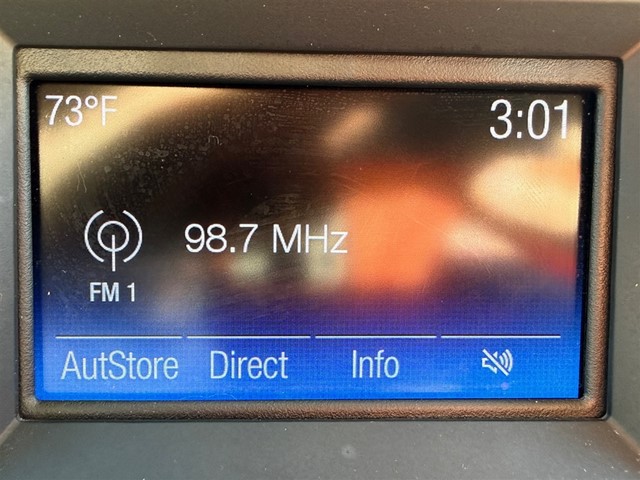 73°F 3:01
98.7 MHz
FM 1
AutStore Direct Info